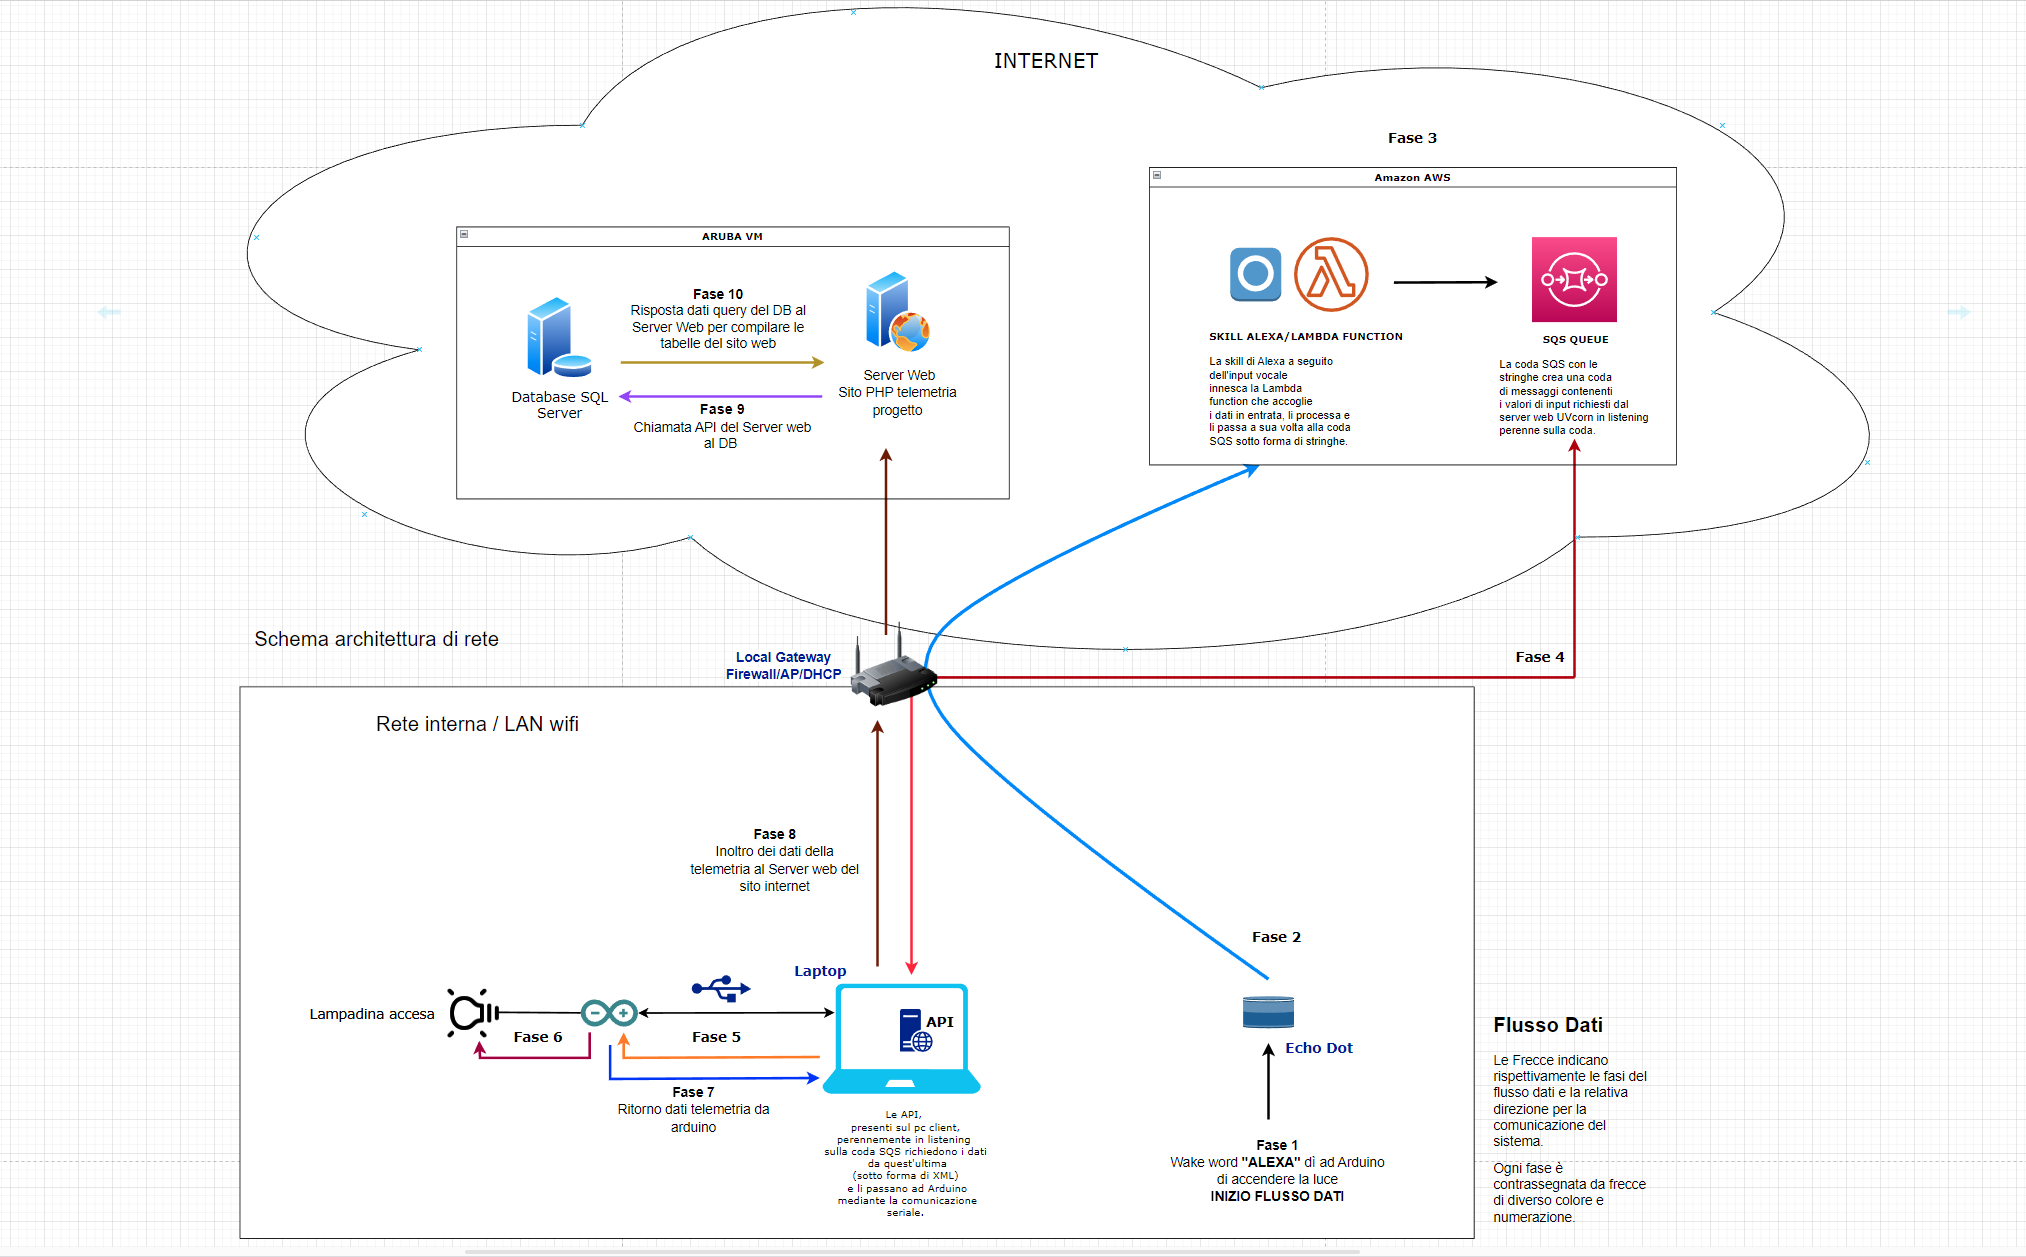 INTERNET
Fase 3
Amazon AWS
SKILL ALEXA/LAMBDA FUNCTION
La skill di Alexa a seguito
dell'input vocale
innesca la Lambda
function che accoglie
i dati in entrata, li processa e
li passa a sua volta alla coda
SQS sotto forma di stringhe.
SQS QUEUE
La coda SQS con le
stringhe crea una coda
di messaggi contenenti
i valori di input richiesti dal
server web UVcorn in listening
perenne sulla coda.
ARUBA VM
Fase 10
Risposta dati query del DB al
Server Web per compilare le
tabelle del sito web
Database SQL
Server
Fase 9
Chiamata API del Server web
al DB
Server Web
Sito PHP telemetria
progetto
Schema architettura di rete
Local Gateway
Firewall/AP/DHCP
Fase 4
Rete interna / LAN wifi
Fase 8
Inoltro dei dati della
telemetria al Server web del
sito internet
Fase 2
Laptop
Lampadina accesa
Fase 6
Fase 5
API
Echo Dot
Fase 7
Ritorno dati telemetria da
arduino
Le API,
presenti sul pc client,
perennemente in listening
sulla coda SQS richiedono i dati
da quest'ultima
(sotto forma di XML)
e li passano ad Arduino
mediante la comunicazione
seriale.
Fase 1
Wake word "ALEXA" dì ad Arduino
di accendere la luce
INIZIO FLUSSO DATI
Flusso Dati
Le Frecce indicano
rispettivamente le fasi del
flusso dati e la relativa
direzione per la
comunicazione del
sistema.
Ogni fase è
contrassegnata da frecce
di diverso colore e
numerazione.